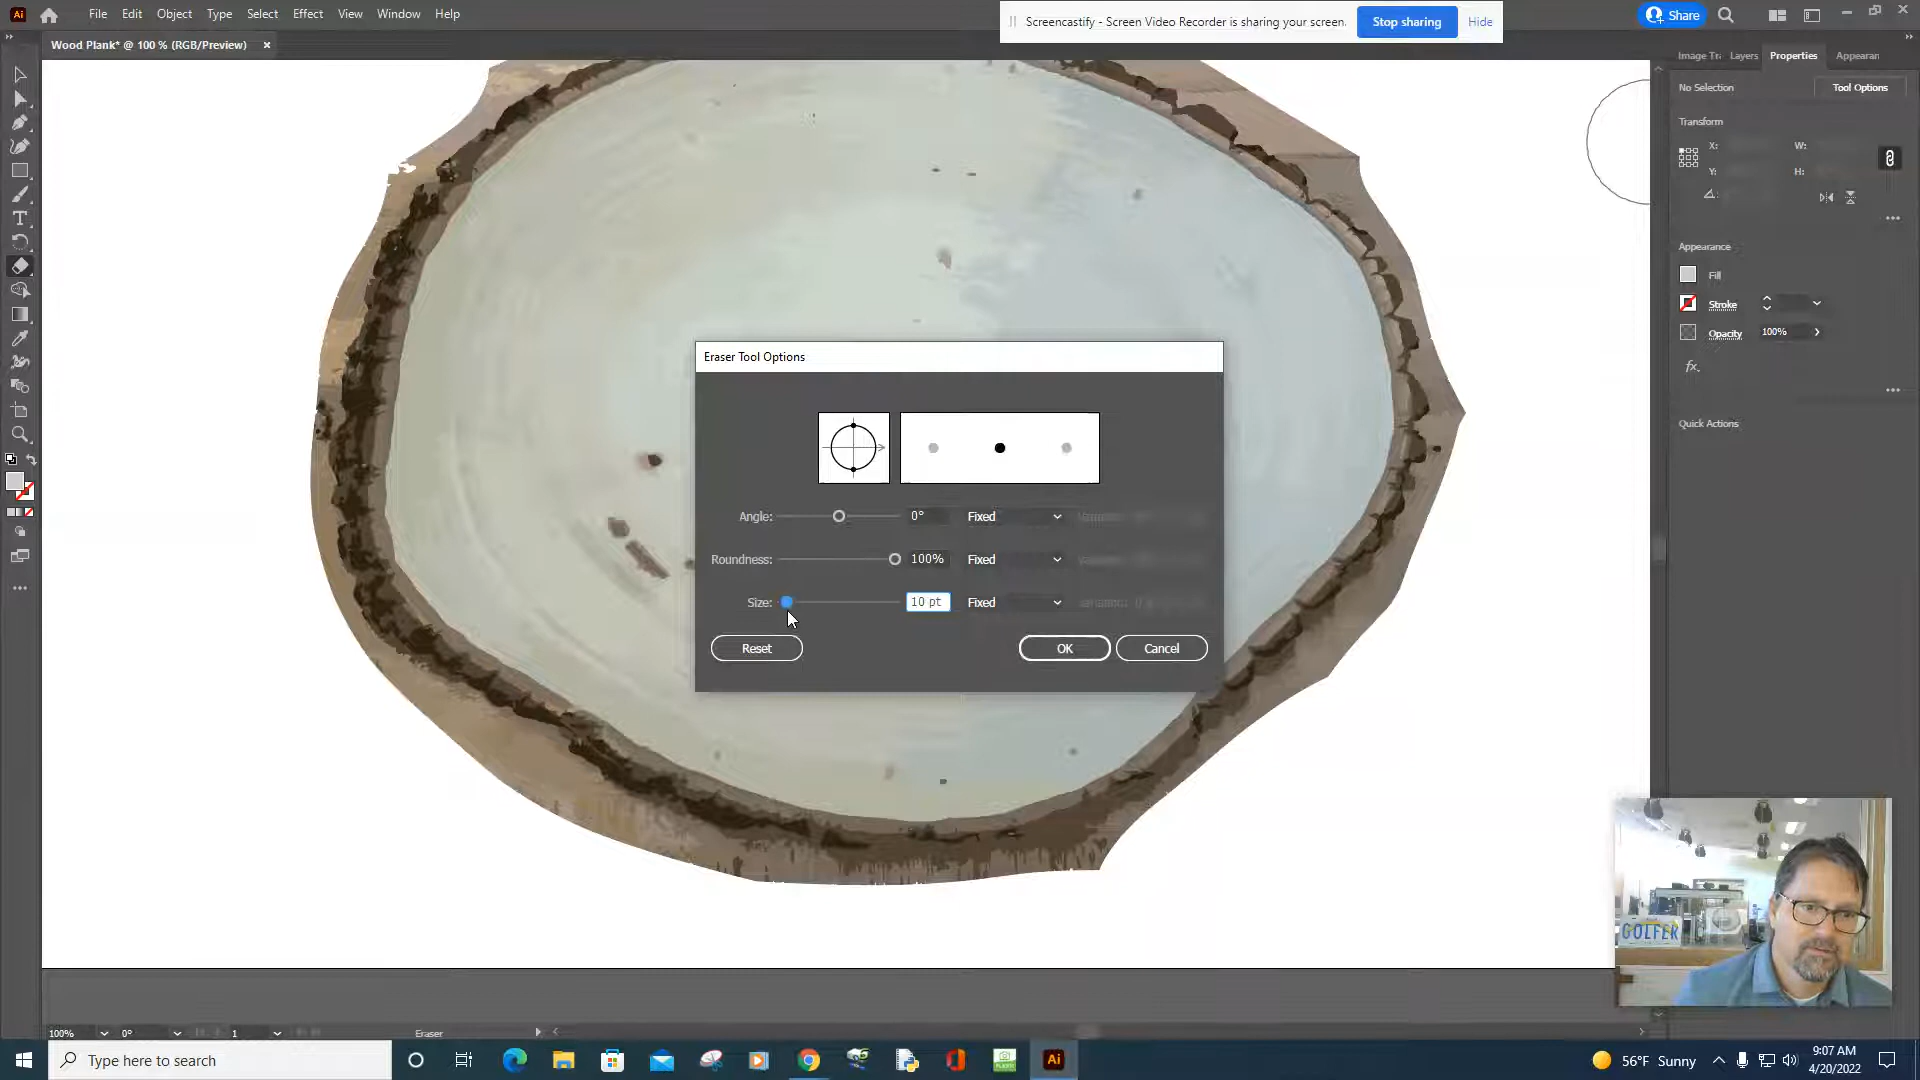 Ai File Edit Object Type Select Effect View Window Help
Screencastify - Screen Video Recorder is sharing your screen. Stop sharing Hide
Share
Wood Plank* @ 100 % (RGB/Preview) ×
Image Tr Layers Properties Appearan
No Selection Tool Options
Transform
X: W:
Y: H:
Appearance
Fill
Stroke
Opacity 100%
fx.
Quick Actions
Eraser Tool Options
Angle: 0° Fixed
Roundness: 100% Fixed
Size: 10 pt Fixed
Reset OK Cancel
GOLFER
100% 0° 1 Eraser
Type here to search
Ai
56°F Sunny
9:07 AM
4/20/2022